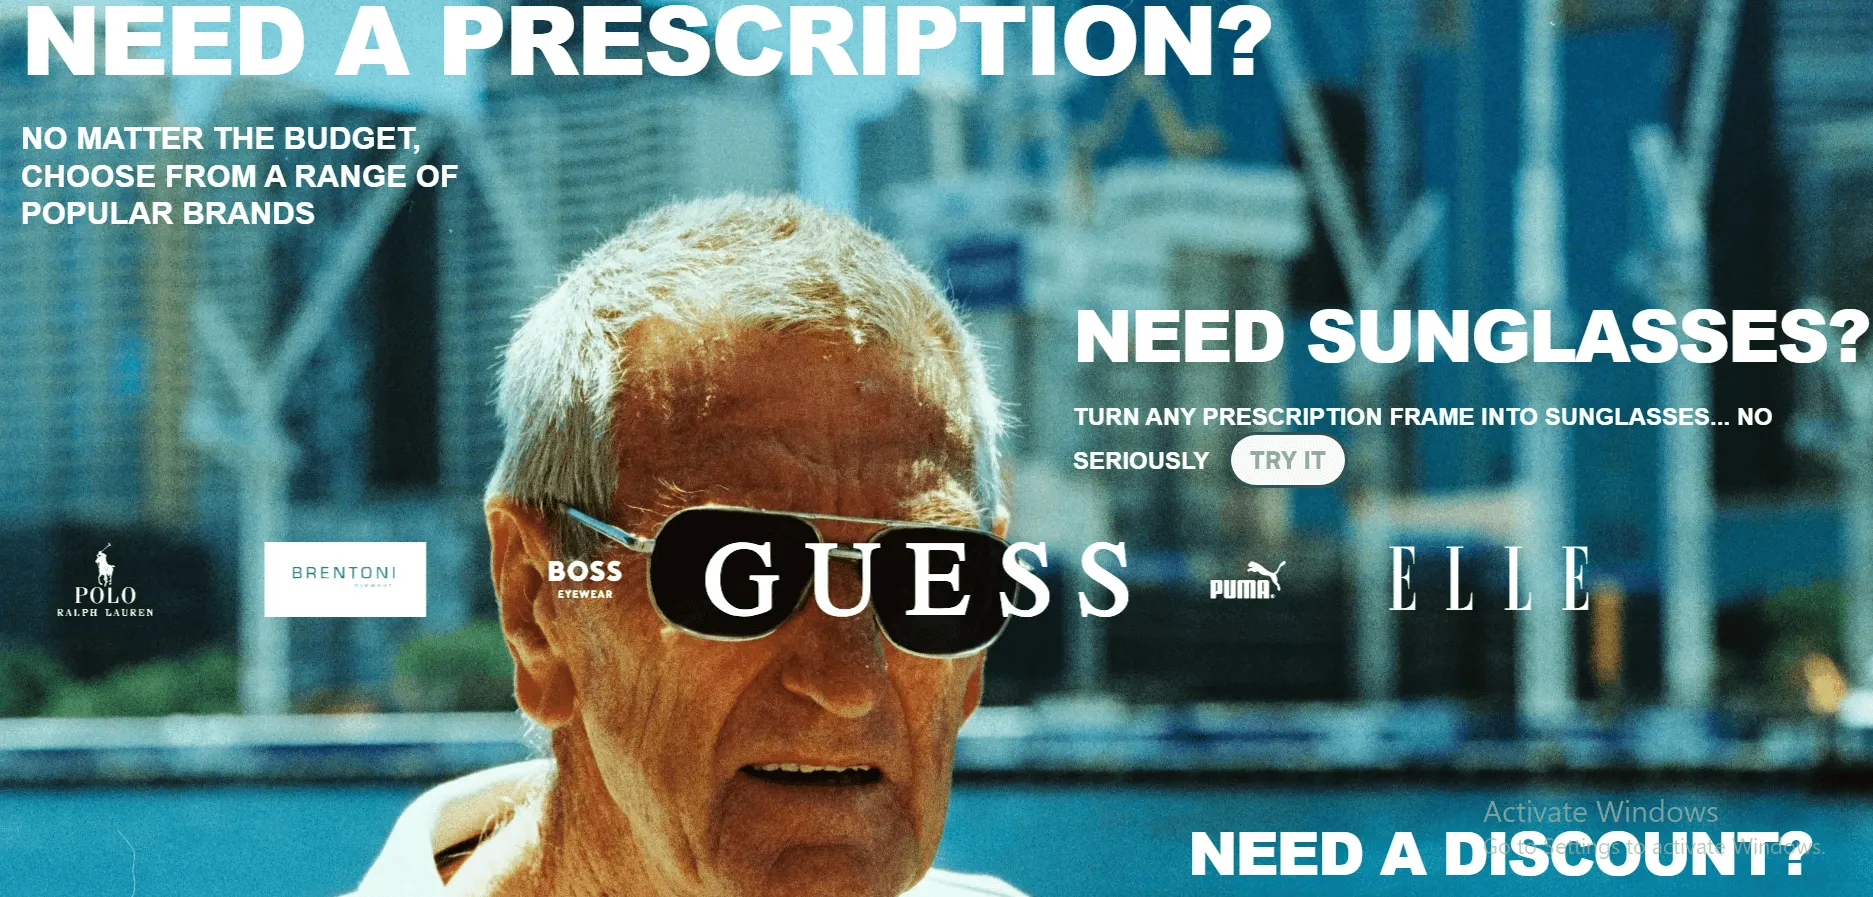 NEED A PRESCRIPTION?
NO MATTER THE BUDGET,
CHOOSE FROM A RANGE OF
POPULAR BRANDS
NEED SUNGLASSES?
TURN ANY PRESCRIPTION FRAME INTO SUNGLASSES... NO
SERIOUSLY TRY IT
POLO
RALPH LAUREN
BRENTONI
EYEWEAR
BOSS
EYEWEAR
GUESS
PUMA
ELLE
Activate Windows
Go to Settings to activate Windows.
NEED A DISCOUNT?